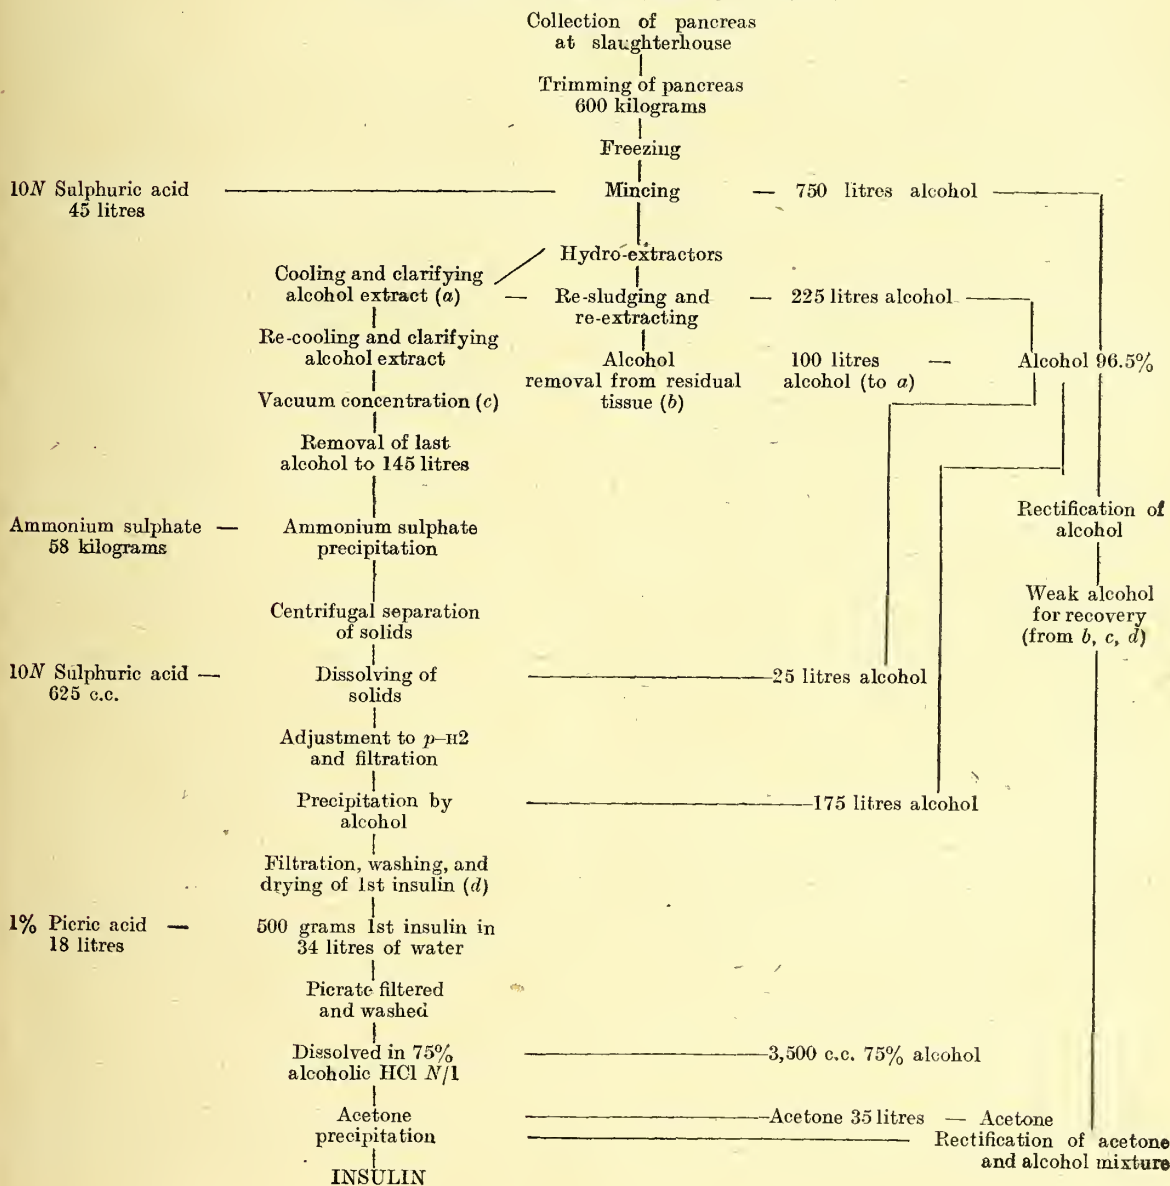 Collection of pancreas
at slaughterhouse
Trimming of pancreas
600 kilograms
Freezing
10N Sulphuric acid
45 litres
Mincing — 750 litres alcohol
Hydro-extractors
Cooling and clarifying
alcohol extract (a) —
Re-sludging and
re-extracting
— 225 litres alcohol
Re-cooling and clarifying
alcohol extract
Alcohol
removal from residual
tissue (b)
100 litres
alcohol (to a)
— Alcohol 96.5%
Vacuum concentration (c)
Removal of last
alcohol to 145 litres
Rectification of
alcohol
Ammonium sulphate —
58 kilograms
Ammonium sulphate
precipitation
Weak alcohol
for recovery
(from b, c, d)
Centrifugal separation
of solids
10N Sulphuric acid —
625 c.c.
Dissolving of
solids
25 litres alcohol
Adjustment to p-H2
and filtration
Precipitation by
alcohol
175 litres alcohol
Filtration, washing, and
drying of 1st insulin (d)
1% Picric acid —
18 litres
500 grams 1st insulin in
34 litres of water
Picrate filtered
and washed
Dissolved in 75%
alcoholic HCl N/1
3,500 c.c. 75% alcohol
Acetone
precipitation
Acetone 35 litres — Acetone
Rectification of acetone
and alcohol mixture
INSULIN